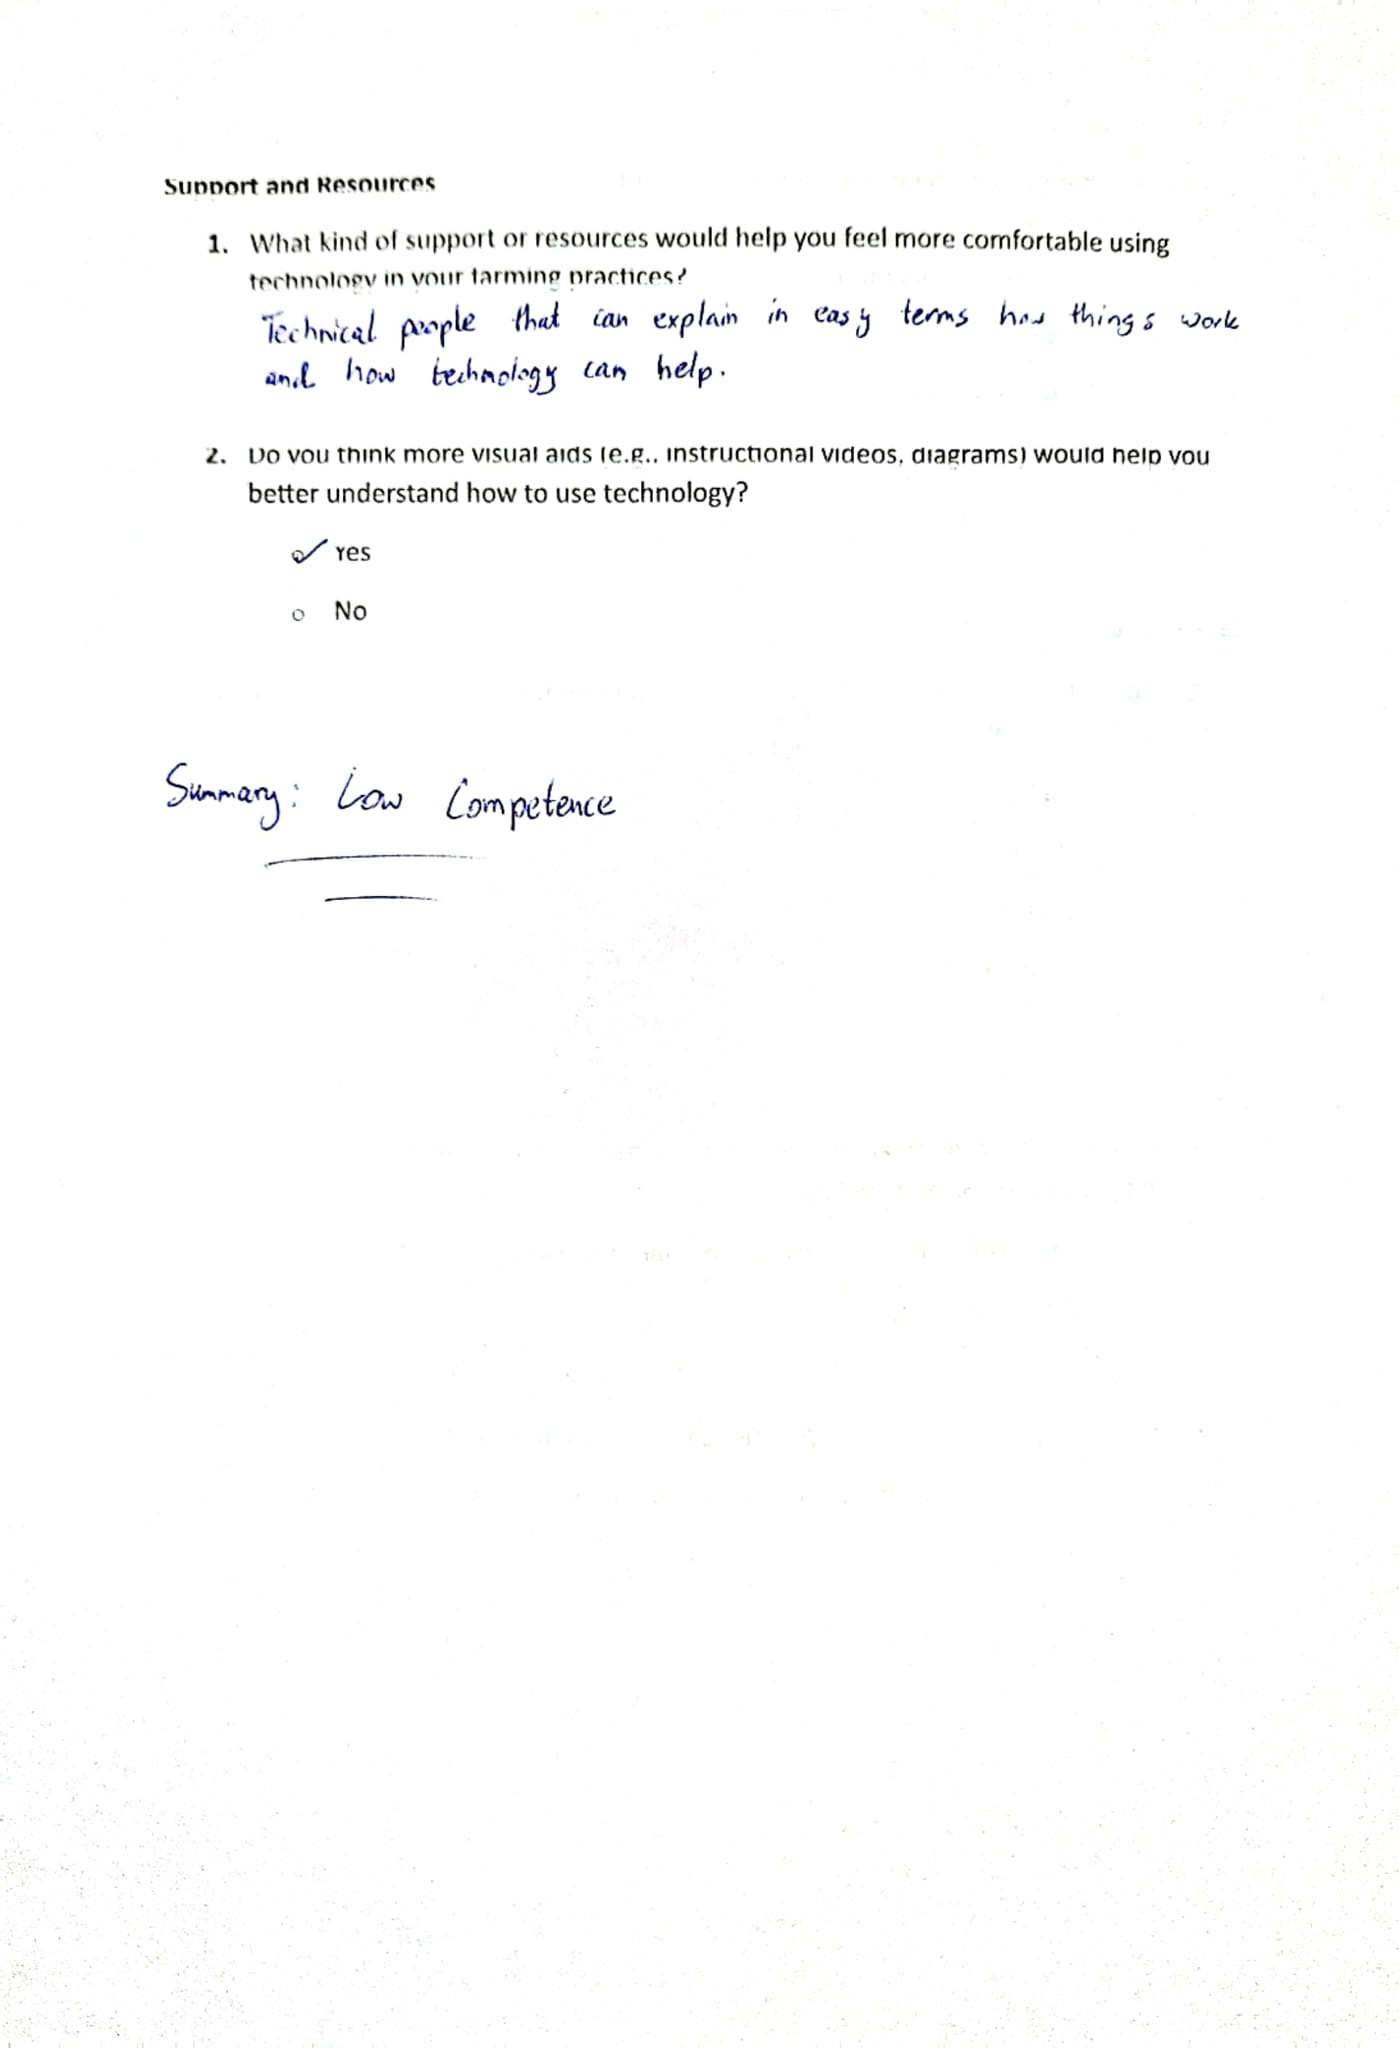 Support and Resources
1. What kind of support or resources would help you feel more comfortable using
technology in your farming practices?
Technical people that can explain in easy terms how things work
and how technology can help.
2. Do you think more visual aids (e.g., instructional videos, diagrams) would help you
better understand how to use technology?
Yes
No
Summary: Low Competence